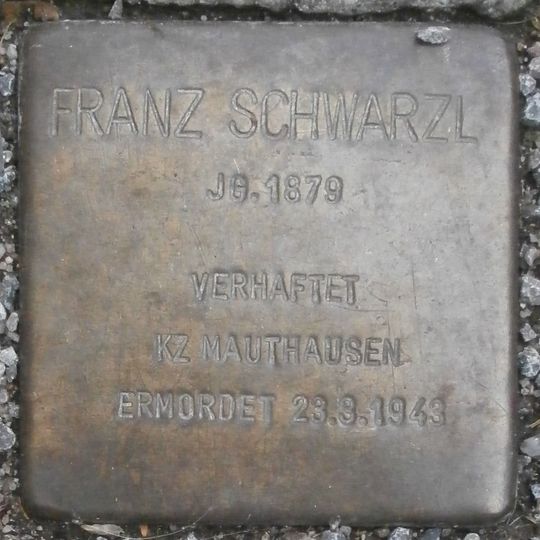 FRANZ SCHWARZL
JG. 1879
VERHAFTET
KZ MAUTHAUSEN
ERMORDET 23.3.1943